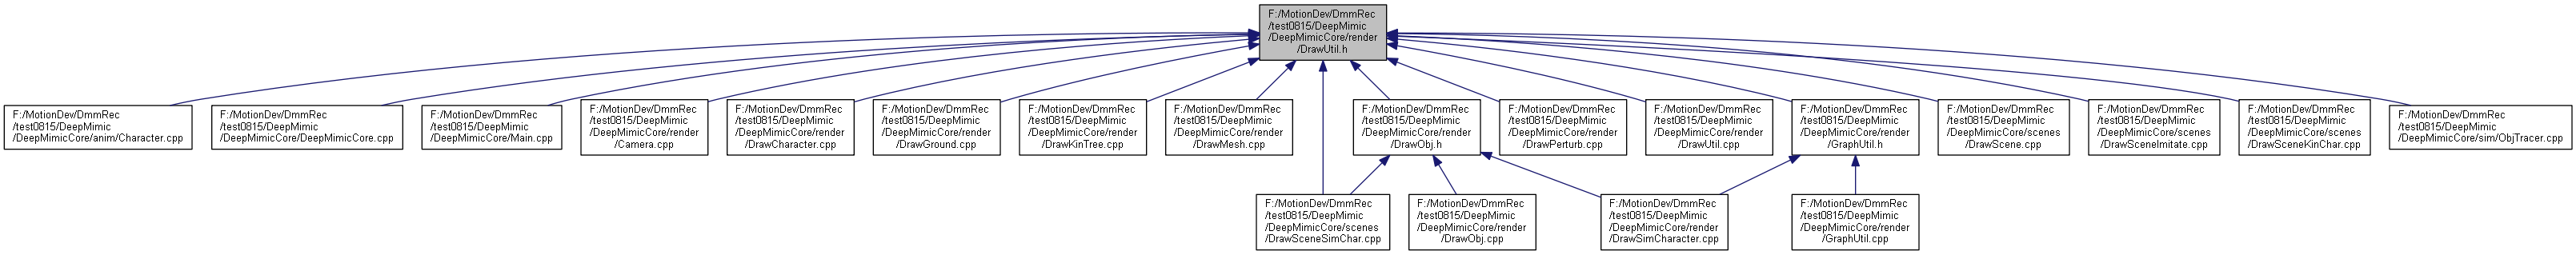 F:/MotionDev/DmmRec
/test0815/DeepMimic
/DeepMimicCore/render
/DrawUtil.h
F:/MotionDev/DmmRec
/test0815/DeepMimic
/DeepMimicCore/anim/Character.cpp
F:/MotionDev/DmmRec
/test0815/DeepMimic
/DeepMimicCore/DeepMimicCore.cpp
F:/MotionDev/DmmRec
/test0815/DeepMimic
/DeepMimicCore/Main.cpp
F:/MotionDev/DmmRec
/test0815/DeepMimic
/DeepMimicCore/render
/Camera.cpp
F:/MotionDev/DmmRec
/test0815/DeepMimic
/DeepMimicCore/render
/DrawCharacter.cpp
F:/MotionDev/DmmRec
/test0815/DeepMimic
/DeepMimicCore/render
/DrawGround.cpp
F:/MotionDev/DmmRec
/test0815/DeepMimic
/DeepMimicCore/render
/DrawKinTree.cpp
F:/MotionDev/DmmRec
/test0815/DeepMimic
/DeepMimicCore/render
/DrawMesh.cpp
F:/MotionDev/DmmRec
/test0815/DeepMimic
/DeepMimicCore/render
/DrawObj.h
F:/MotionDev/DmmRec
/test0815/DeepMimic
/DeepMimicCore/render
/DrawPerturb.cpp
F:/MotionDev/DmmRec
/test0815/DeepMimic
/DeepMimicCore/render
/DrawUtil.cpp
F:/MotionDev/DmmRec
/test0815/DeepMimic
/DeepMimicCore/render
/GraphUtil.h
F:/MotionDev/DmmRec
/test0815/DeepMimic
/DeepMimicCore/scenes
/DrawScene.cpp
F:/MotionDev/DmmRec
/test0815/DeepMimic
/DeepMimicCore/scenes
/DrawSceneImitate.cpp
F:/MotionDev/DmmRec
/test0815/DeepMimic
/DeepMimicCore/scenes
/DrawSceneKinChar.cpp
F:/MotionDev/DmmRec
/test0815/DeepMimic
/DeepMimicCore/sim/ObjTracer.cpp
F:/MotionDev/DmmRec
/test0815/DeepMimic
/DeepMimicCore/scenes
/DrawSceneSimChar.cpp
F:/MotionDev/DmmRec
/test0815/DeepMimic
/DeepMimicCore/render
/DrawObj.cpp
F:/MotionDev/DmmRec
/test0815/DeepMimic
/DeepMimicCore/render
/DrawSimCharacter.cpp
F:/MotionDev/DmmRec
/test0815/DeepMimic
/DeepMimicCore/render
/GraphUtil.cpp